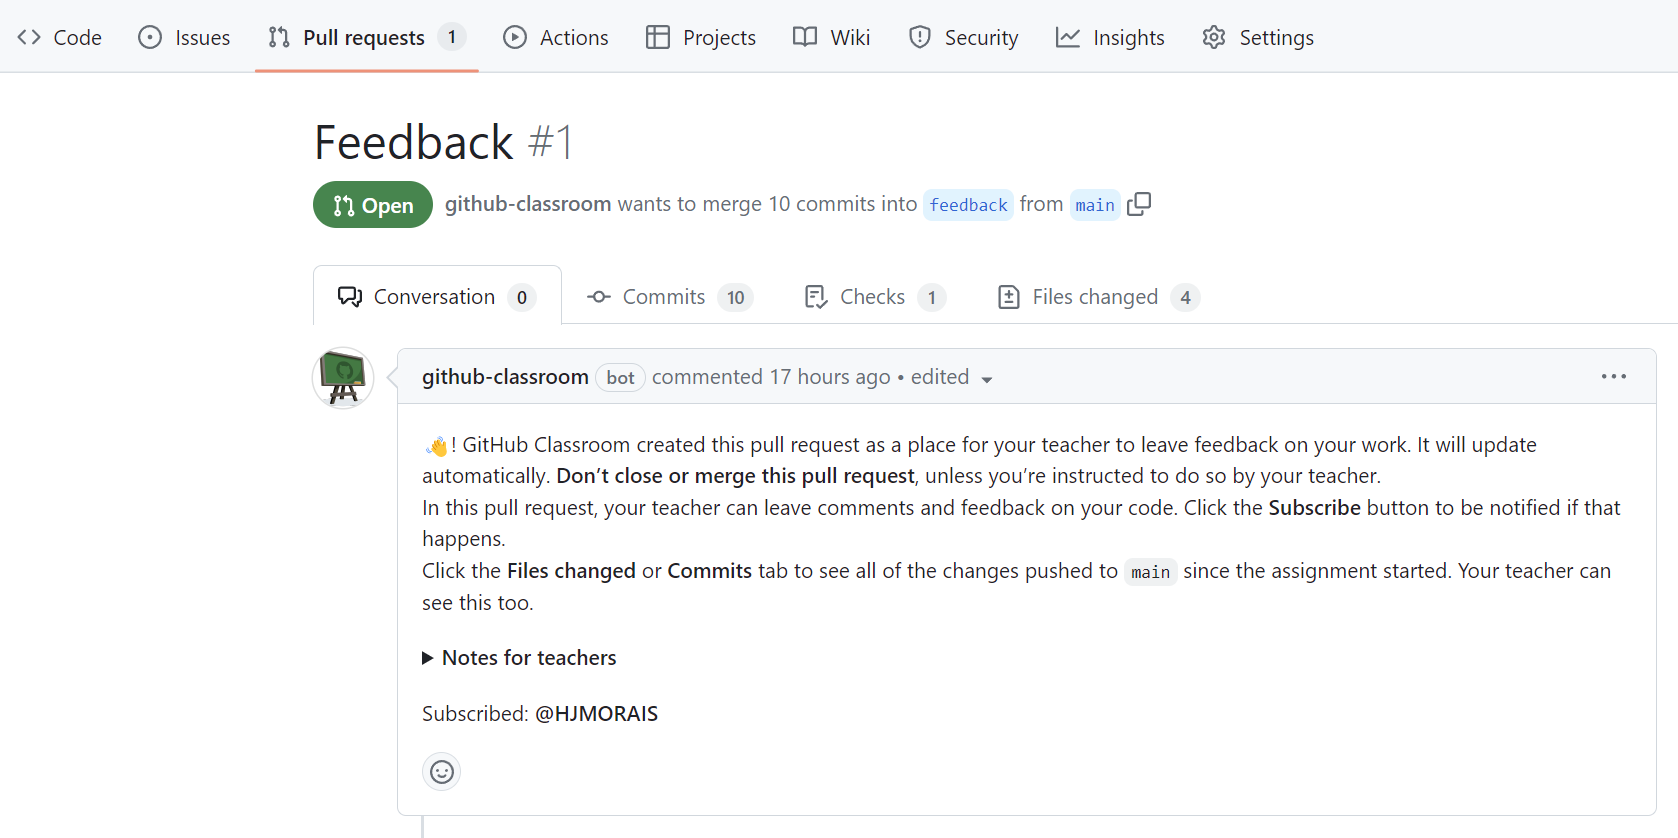 Code Issues Pull requests 1 Actions Projects Wiki Security Insights Settings
Feedback #1
Open github-classroom wants to merge 10 commits into feedback from main
Conversation 0 Commits 10 Checks 1 Files changed 4
github-classroom bot commented 17 hours ago • edited
👋! GitHub Classroom created this pull request as a place for your teacher to leave feedback on your work. It will update
automatically. Don’t close or merge this pull request, unless you’re instructed to do so by your teacher.
In this pull request, your teacher can leave comments and feedback on your code. Click the Subscribe button to be notified if that
happens.
Click the Files changed or Commits tab to see all of the changes pushed to main since the assignment started. Your teacher can
see this too.
Notes for teachers
Subscribed: @HJMORAIS